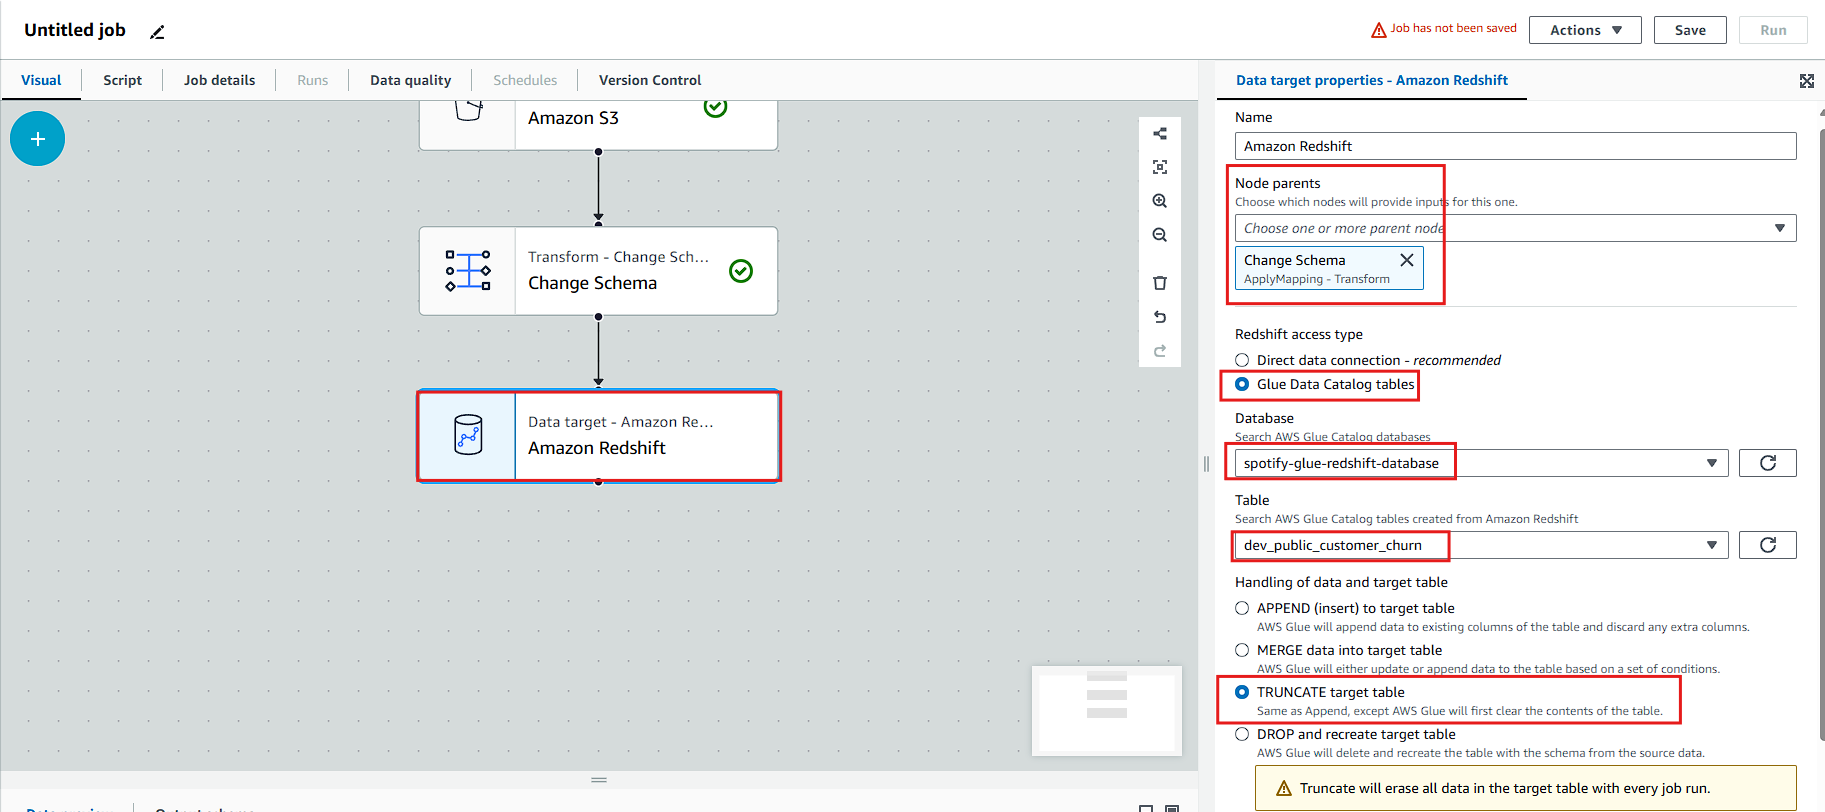 Untitled job
Job has not been saved
Actions
Save
Run
Visual
Script
Job details
Runs
Data quality
Schedules
Version Control
Amazon S3
Transform - Change Sch...
Change Schema
Data target - Amazon Re...
Amazon Redshift
Data target properties - Amazon Redshift
Name
Amazon Redshift
Node parents
Choose which nodes will provide inputs for this one.
Choose one or more parent node
Change Schema
ApplyMapping - Transform
Redshift access type
Direct data connection - recommended
Glue Data Catalog tables
Database
Search AWS Glue Catalog databases
spotify-glue-redshift-database
Table
Search AWS Glue Catalog tables created from Amazon Redshift
dev_public_customer_churn
Handling of data and target table
APPEND (insert) to target table
AWS Glue will append data to existing columns of the table and discard any extra columns.
MERGE data into target table
AWS Glue will either update or append data to the table based on a set of conditions.
TRUNCATE target table
Same as Append, except AWS Glue will first clear the contents of the table.
DROP and recreate target table
AWS Glue will delete and recreate the table with the schema from the source data.
Truncate will erase all data in the target table with every job run.
Data preview
Output schema